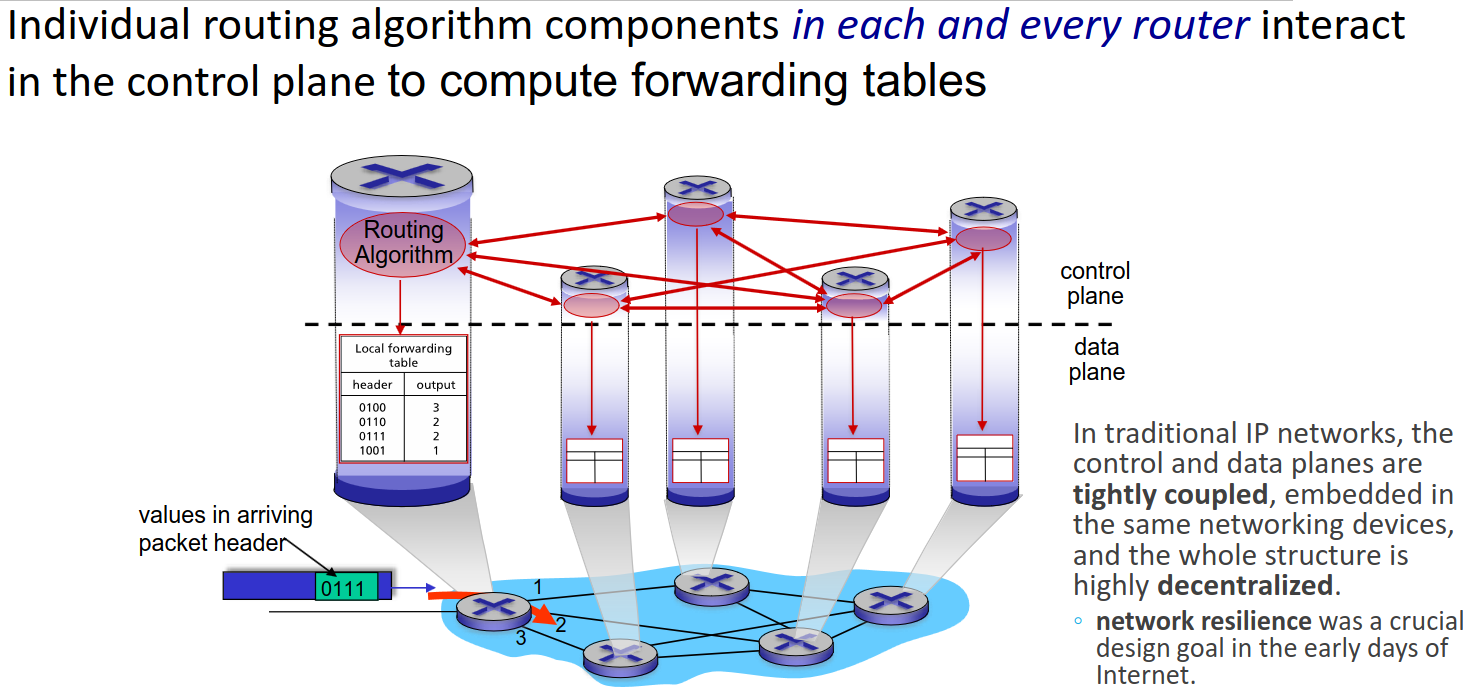 Individual routing algorithm components in each and every router interact
in the control plane to compute forwarding tables
Routing
Algorithm
control
plane
data
plane
Local forwarding
table
header output
0100 3
0110 2
0111 2
1001 1
values in arriving
packet header
0111
1
2
3
In traditional IP networks, the
control and data planes are
tightly coupled, embedded in
the same networking devices,
and the whole structure is
highly decentralized.
◦ network resilience was a crucial
design goal in the early days of
Internet.